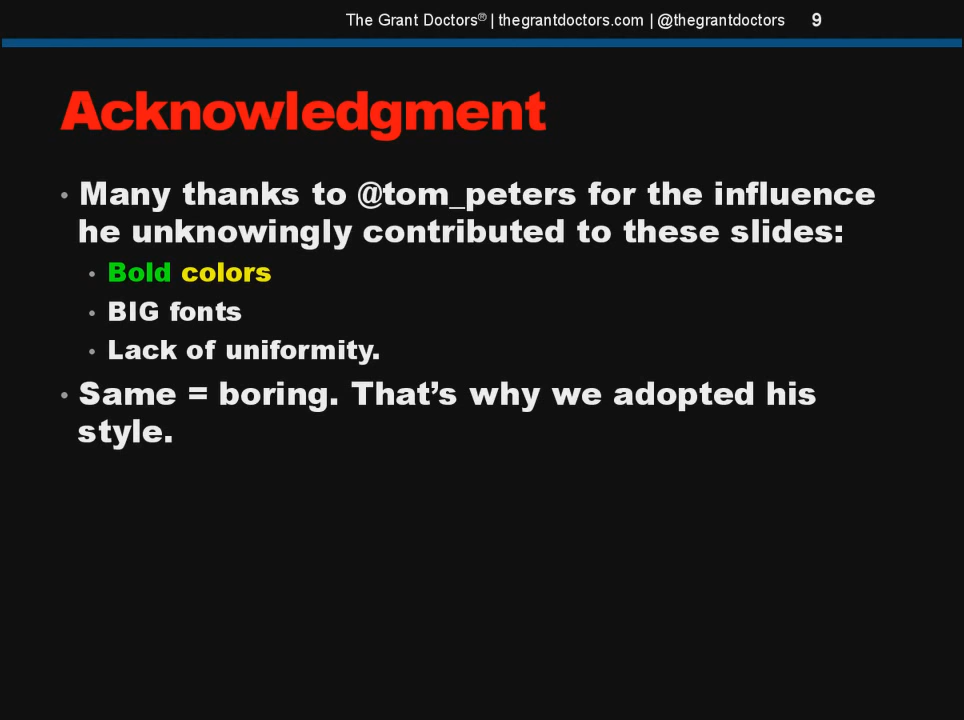 The Grant Doctors® | thegrantdoctors.com | @thegrantdoctors 9
Acknowledgment
• Many thanks to @tom_peters for the influence
he unknowingly contributed to these slides:
• Bold colors
• BIG fonts
• Lack of uniformity.
• Same = boring. That’s why we adopted his
style.